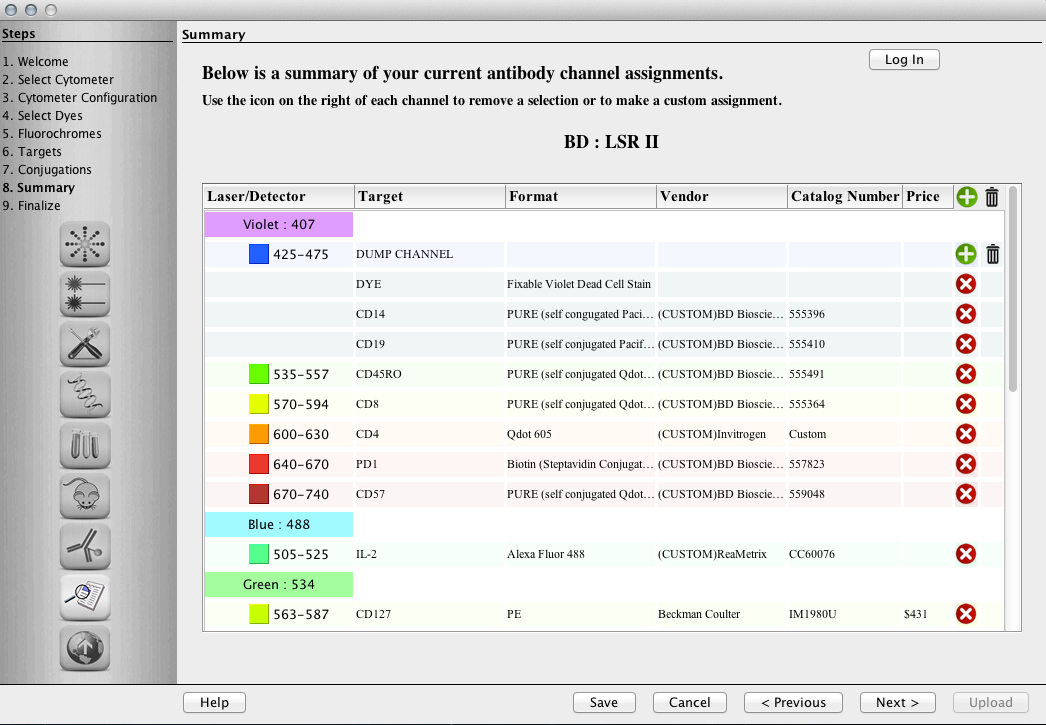 Steps
1. Welcome
2. Select Cytometer
3. Cytometer Configuration
4. Select Dyes
5. Fluorochromes
6. Targets
7. Conjugations
8. Summary
9. Finalize
Summary
Log In
Below is a summary of your current antibody channel assignments.
Use the icon on the right of each channel to remove a selection or to make a custom assignment.
BD : LSR II
Laser/Detector Target Format Vendor Catalog Number Price
Violet : 407
425-475 DUMP CHANNEL
DYE Fixable Violet Dead Cell Stain
CD14 PURE (self congugated Paci... (CUSTOM)BD Bioscie... 555396
CD19 PURE (self conjugated Pacif... (CUSTOM)BD Bioscie... 555410
535-557 CD45RO PURE (self conjugated Qdot... (CUSTOM)BD Bioscie... 555491
570-594 CD8 PURE (self conjugated Qdot... (CUSTOM)BD Bioscie... 555364
600-630 CD4 Qdot 605 (CUSTOM)Invitrogen Custom
640-670 PD1 Biotin (Steptavidin Conjugat... (CUSTOM)BD Bioscie... 557823
670-740 CD57 PURE (self conjugated Qdot... (CUSTOM)BD Bioscie... 559048
Blue : 488
505-525 IL-2 Alexa Fluor 488 (CUSTOM)ReaMetrix CC60076
Green : 534
563-587 CD127 PE Beckman Coulter IM1980U $431
Help Save Cancel < Previous Next > Upload